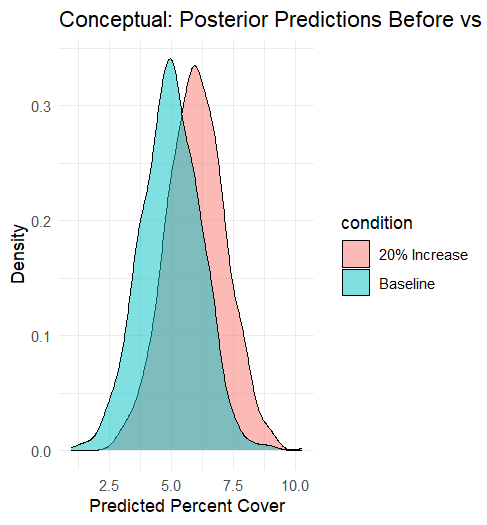 Conceptual: Posterior Predictions Before vs
0.3
0.2
0.1
0.0
Density
2.5 5.0 7.5 10.0
Predicted Percent Cover
condition
20% Increase
Baseline